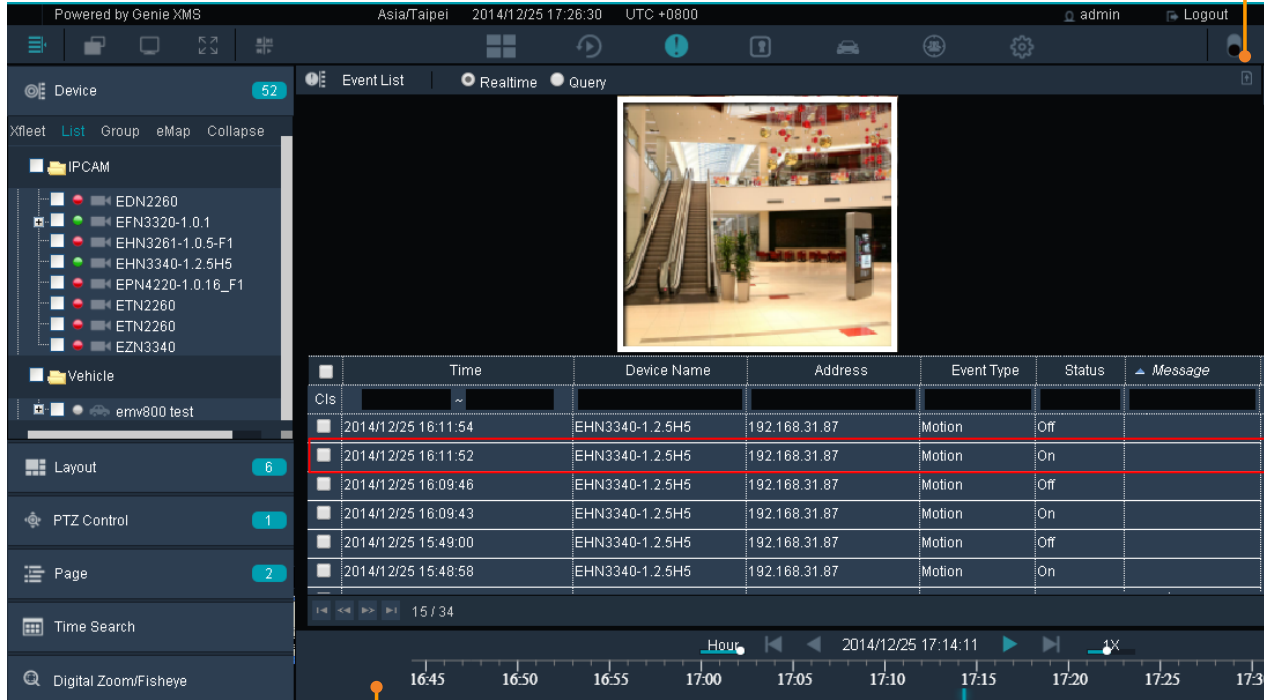 Powered by Genie XMS Asia/Taipei 2014/12/25 17:26:30 UTC +0800 admin Logout
Device 52
Event List Realtime Query
Xfleet List Group eMap Collapse
IPCAM
EDN2260
EFN3320-1.0.1
EHN3261-1.0.5-F1
EHN3340-1.2.5H5
EPN4220-1.0.16_F1
ETN2260
ETN2260
EZN3340
Vehicle
emv800 test
Layout 6
PTZ Control 1
Page 2
Time Search
Digital Zoom/Fisheye
Time Device Name Address Event Type Status Message
Cls ~
2014/12/25 16:11:54 EHN3340-1.2.5H5 192.168.31.87 Motion Off
2014/12/25 16:11:52 EHN3340-1.2.5H5 192.168.31.87 Motion On
2014/12/25 16:09:46 EHN3340-1.2.5H5 192.168.31.87 Motion Off
2014/12/25 16:09:43 EHN3340-1.2.5H5 192.168.31.87 Motion On
2014/12/25 15:49:00 EHN3340-1.2.5H5 192.168.31.87 Motion Off
2014/12/25 15:48:58 EHN3340-1.2.5H5 192.168.31.87 Motion On
15 / 34
Hour 2014/12/25 17:14:11 1X
16:45 16:50 16:55 17:00 17:05 17:10 17:15 17:20 17:25 17:3